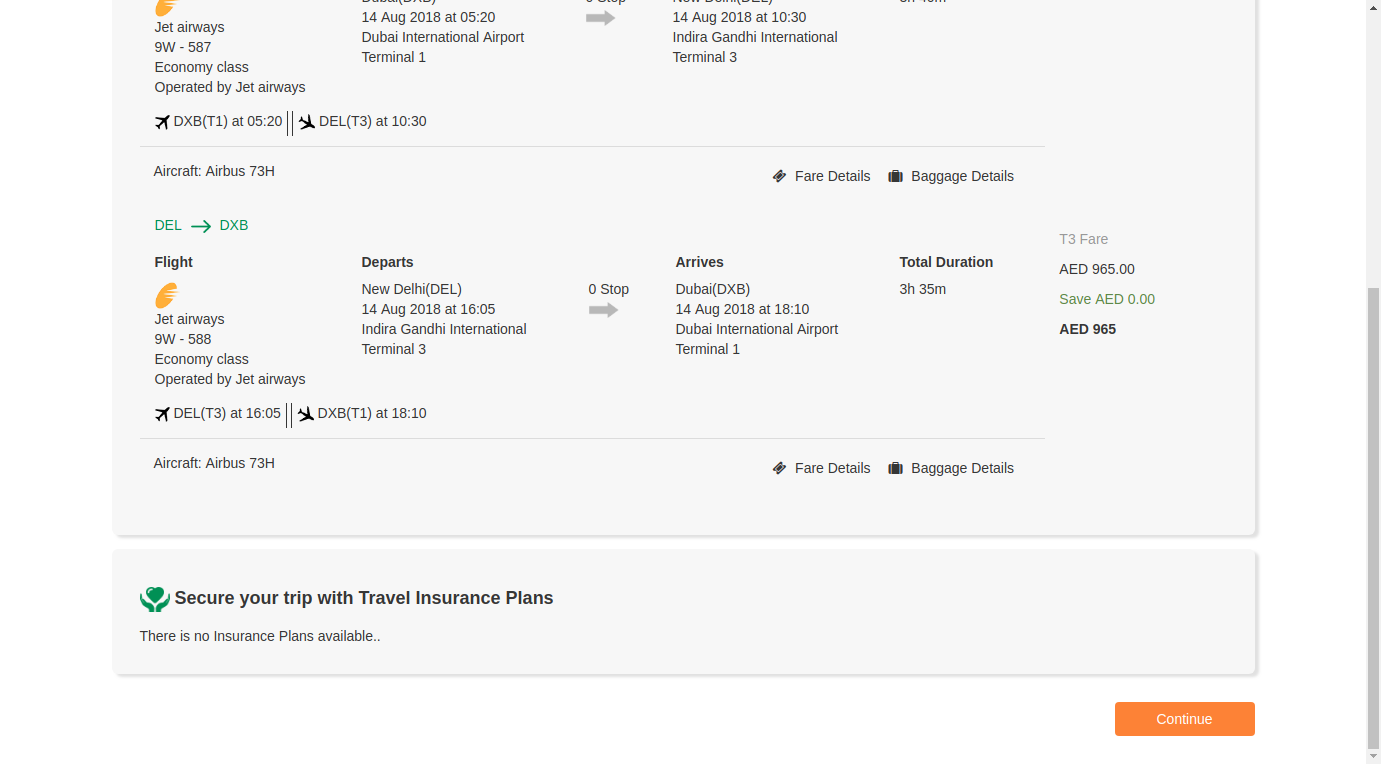 Dubai(DXB) 0 Stop New Delhi(DEL)
Jet airways 14 Aug 2018 at 05:20 14 Aug 2018 at 10:30
9W - 587 Dubai International Airport Indira Gandhi International
Economy class Terminal 1 Terminal 3
Operated by Jet airways
DXB(T1) at 05:20 DEL(T3) at 10:30
Aircraft: Airbus 73H Fare Details Baggage Details
DEL DXB
T3 Fare
Flight Departs Arrives Total Duration
AED 965.00
New Delhi(DEL) 0 Stop Dubai(DXB) 3h 35m
Save AED 0.00
14 Aug 2018 at 16:05 14 Aug 2018 at 18:10
Jet airways Indira Gandhi International Dubai International Airport
AED 965
9W - 588 Terminal 3 Terminal 1
Economy class
Operated by Jet airways
DEL(T3) at 16:05 DXB(T1) at 18:10
Aircraft: Airbus 73H Fare Details Baggage Details
Secure your trip with Travel Insurance Plans
There is no Insurance Plans available..
Continue